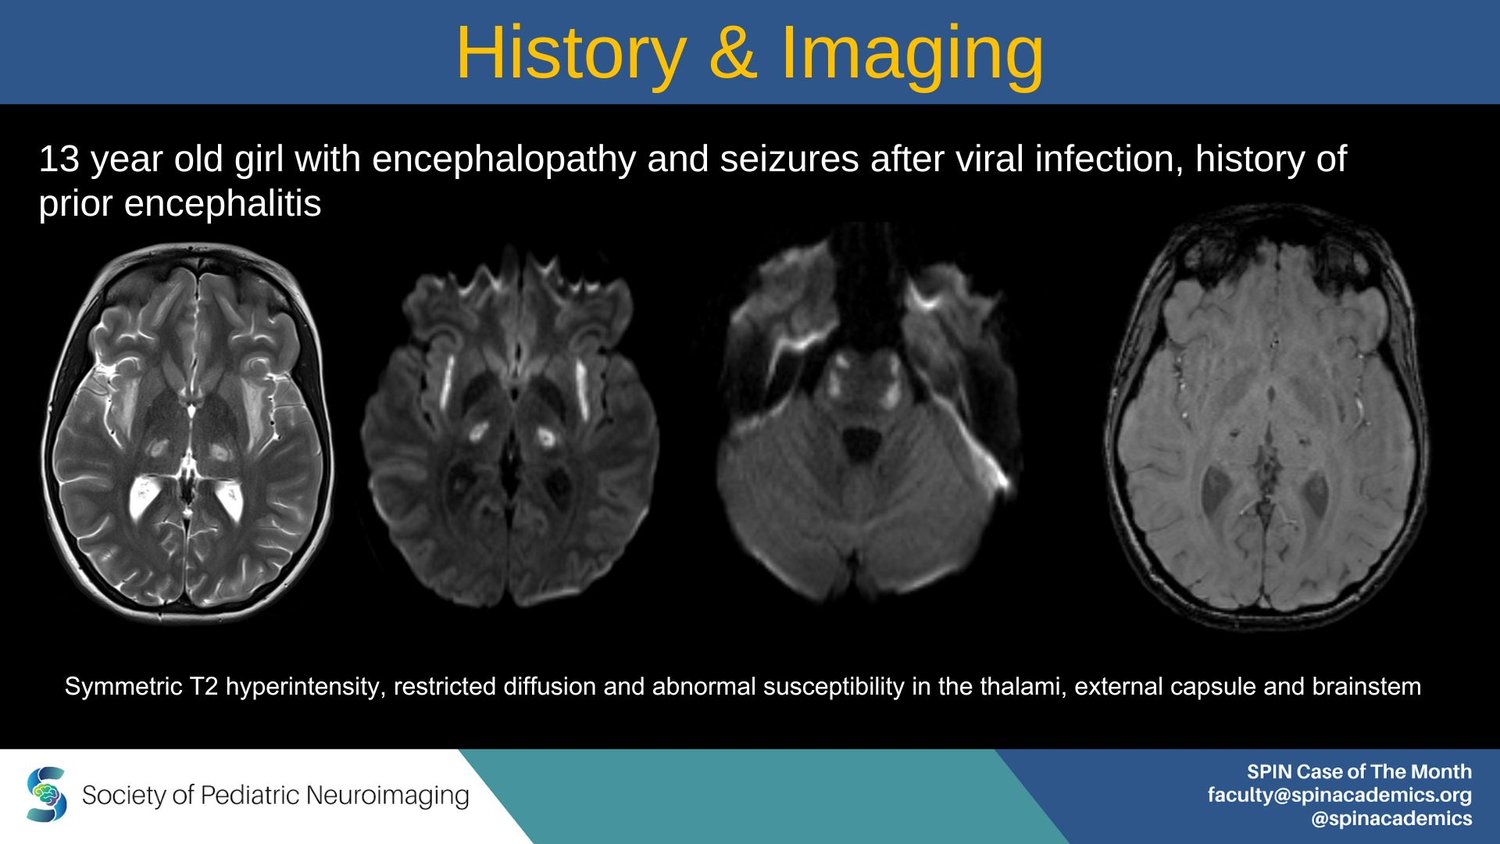 History & Imaging
13 year old girl with encephalopathy and seizures after viral infection, history of
prior encephalitis
Symmetric T2 hyperintensity, restricted diffusion and abnormal susceptibility in the thalami, external capsule and brainstem
Society of Pediatric Neuroimaging
SPIN Case of The Month
faculty@spinacademics.org
@spinacademics